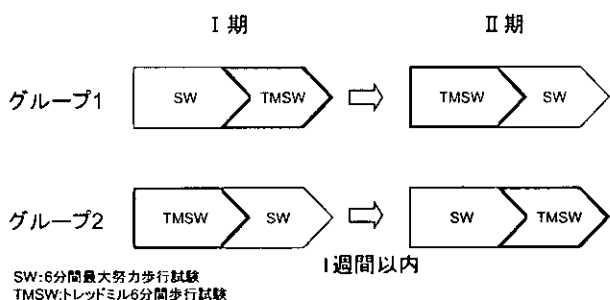 Ⅰ期 Ⅱ期
グループ1 SW TMSW TMSW SW
グループ2 TMSW SW SW TMSW
1週間以内
SW:6分間最大努力歩行試験
TMSW:トレッドミル6分間歩行試験